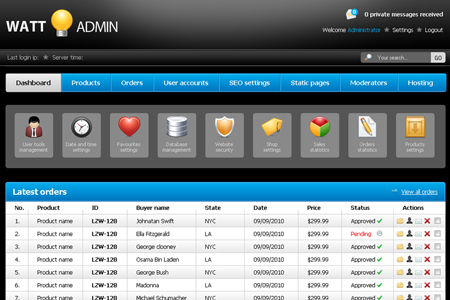 WATT ADMIN
0 private messages received
Welcome Administrator Settings Logout
Last login ip: Server time:
Your search... GO
Dashboard Products Orders User accounts SEO settings Static pages Moderators Hosting
User tools management
Date and time settings
Favourites settings
Database management
Website security
Shop settings
Sales statistics
Orders statistics
Products settings
Latest orders View all orders
No. Product ID Buyer name State Date Price Status Actions
1. Product name LZW-12B Johnatan Swift NYC 09/09/2010 $299.99 Approved
2. Product name LZW-12B Ella Fitzgerald LA 09/09/2010 $299.99 Pending
3. Product name LZW-12B George clooney NYC 09/09/2010 $299.99 Approved
4. Product name LZW-12B Osama Bin Laden LA 09/09/2010 $299.99 Approved
5. Product name LZW-12B George Bush NYC 09/09/2010 $299.99 Approved
6. Product name LZW-12B Madonna LA 09/09/2010 $299.99 Approved
7. Product name LZW-12B Michael Schumacher NYC 09/09/2010 $299.99 Approved